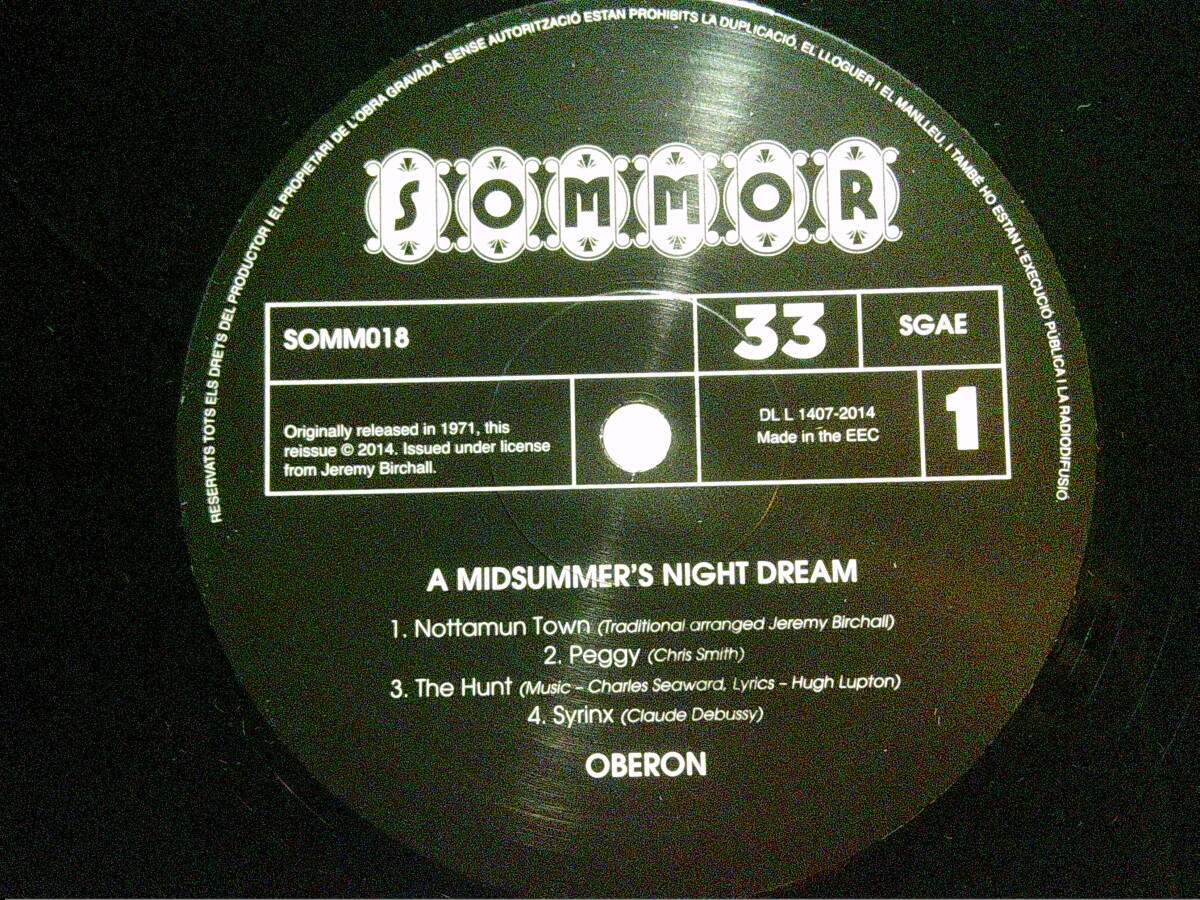 RESERVATS TOTS ELS DRETS DEL PRODUCTOR I EL PROPIETARI DE L'OBRA GRAVADA. SENSE AUTORITZACIÓ ESTAN PROHIBITS LA DUPLICACIÓ, EL LLOGUER I EL MANLLEU, I TAMBÉ HO ESTAN L'EXECUCIÓ PÚBLICA I LA RADIODIFUSIÓ
SOMMOR
SOMM018
33
SGAE
Originally released in 1971, this
reissue © 2014. Issued under license
from Jeremy Birchall.
DL L 1407-2014
Made in the EEC
1
A MIDSUMMER'S NIGHT DREAM
1. Nottamun Town (Traditional arranged Jeremy Birchall)
2. Peggy (Chris Smith)
3. The Hunt (Music – Charles Seaward, Lyrics – Hugh Lupton)
4. Syrinx (Claude Debussy)
OBERON